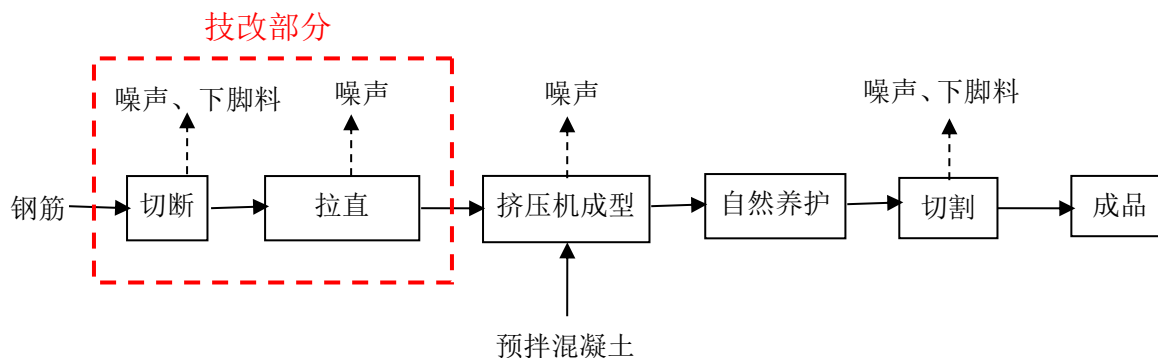 技改部分
噪声、下脚料
噪声
噪声
噪声、下脚料
钢筋
切断
拉直
挤压机成型
自然养护
切割
成品
预拌混凝土